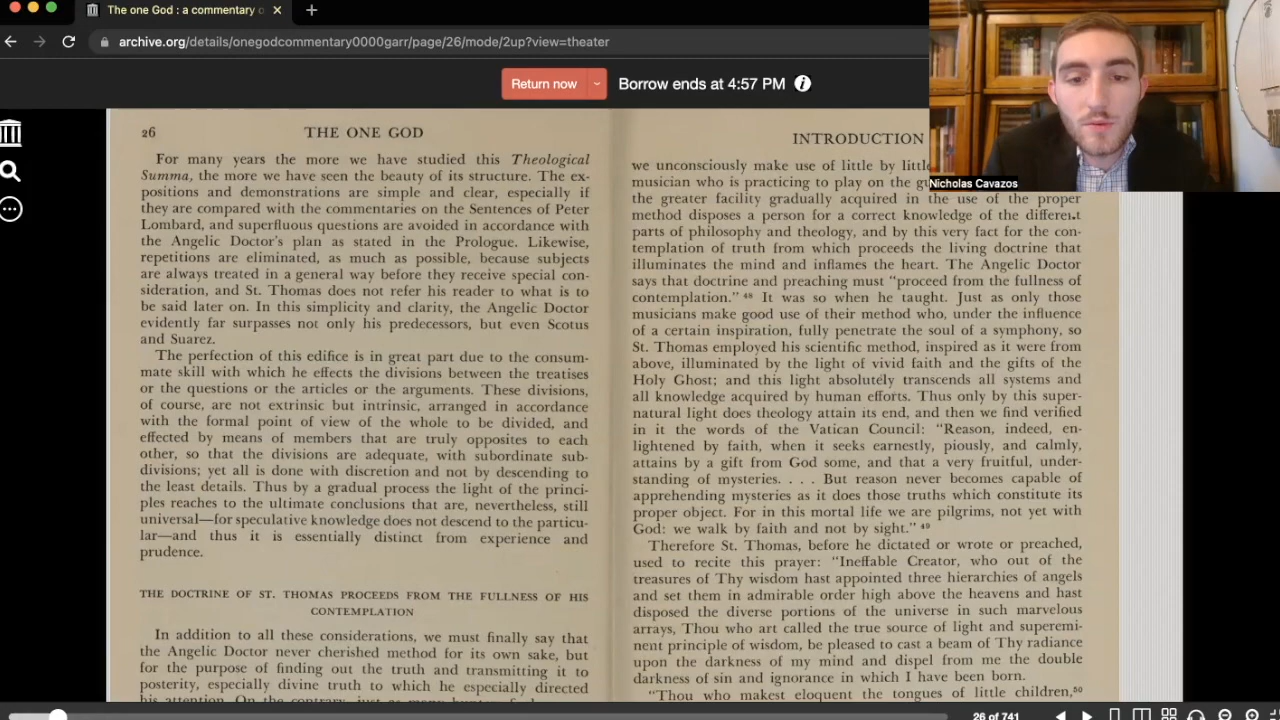 The one God : a commentary o
archive.org/details/onegodcommentary0000garr/page/26/mode/2up?view=theater
Return now
Borrow ends at 4:57 PM
Nicholas Cavazos
26
THE ONE GOD
For many years the more we have studied this Theological
Summa, the more we have seen the beauty of its structure. The ex-
positions and demonstrations are simple and clear, especially if
they are compared with the commentaries on the Sentences of Peter
Lombard, and superfluous questions are avoided in accordance with
the Angelic Doctor's plan as stated in the Prologue. Likewise,
repetitions are eliminated, as much as possible, because subjects
are always treated in a general way before they receive special con-
sideration, and St. Thomas does not refer his reader to what is to
be said later on. In this simplicity and clarity, the Angelic Doctor
evidently far surpasses not only his predecessors, but even Scotus
and Suarez.
The perfection of this edifice is in great part due to the consum-
mate skill with which he effects the divisions between the treatises
or the questions or the articles or the arguments. These divisions,
of course, are not extrinsic but intrinsic, arranged in accordance
with the formal point of view of the whole to be divided, and
effected by means of members that are truly opposites to each
other, so that the divisions are adequate, with subordinate sub-
divisions; yet all is done with discretion and not by descending to
the least details. Thus by a gradual process the light of the princi-
ples reaches to the ultimate conclusions that are, nevertheless, still
universal—for speculative knowledge does not descend to the particu-
lar—and thus it is essentially distinct from experience and
prudence.
THE DOCTRINE OF ST. THOMAS PROCEEDS FROM THE FULLNESS OF HIS
CONTEMPLATION
In addition to all these considerations, we must finally say that
the Angelic Doctor never cherished method for its own sake, but
for the purpose of finding out the truth and transmitting it to
posterity, especially divine truth to which he especially directed
his attention. On the contrary, just as many
INTRODUCTION
we unconsciously make use of little by littl
musician who is practicing to play on the
the greater facility gradually acquired in the use of the proper
method disposes a person for a correct knowledge of the different
parts of philosophy and theology, and by this very fact for the con-
templation of truth from which proceeds the living doctrine that
illuminates the mind and inflames the heart. The Angelic Doctor
says that doctrine and preaching must "proceed from the fullness of
contemplation." 48 It was so when he taught. Just as only those
musicians make good use of their method who, under the influence
of a certain inspiration, fully penetrate the soul of a symphony, so
St. Thomas employed his scientific method, inspired as it were from
above, illuminated by the light of vivid faith and the gifts of the
Holy Ghost; and this light absolutely transcends all systems and
all knowledge acquired by human efforts. Thus only by this super-
natural light does theology attain its end, and then we find verified
in it the words of the Vatican Council: "Reason, indeed, en-
lightened by faith, when it seeks earnestly, piously, and calmly,
attains by a gift from God some, and that a very fruitful, under-
standing of mysteries. . . . But reason never becomes capable of
apprehending mysteries as it does those truths which constitute its
proper object. For in this mortal life we are pilgrims, not yet with
God: we walk by faith and not by sight." 49
Therefore St. Thomas, before he dictated or wrote or preached,
used to recite this prayer: "Ineffable Creator, who out of the
treasures of Thy wisdom hast appointed three hierarchies of angels
and set them in admirable order high above the heavens and hast
disposed the diverse portions of the universe in such marvelous
arrays, Thou who art called the true source of light and superemi-
nent principle of wisdom, be pleased to cast a beam of Thy radiance
upon the darkness of my mind and dispel from me the double
darkness of sin and ignorance in which I have been born.
"Thou who makest eloquent the tongues of little children,50
26 of 741